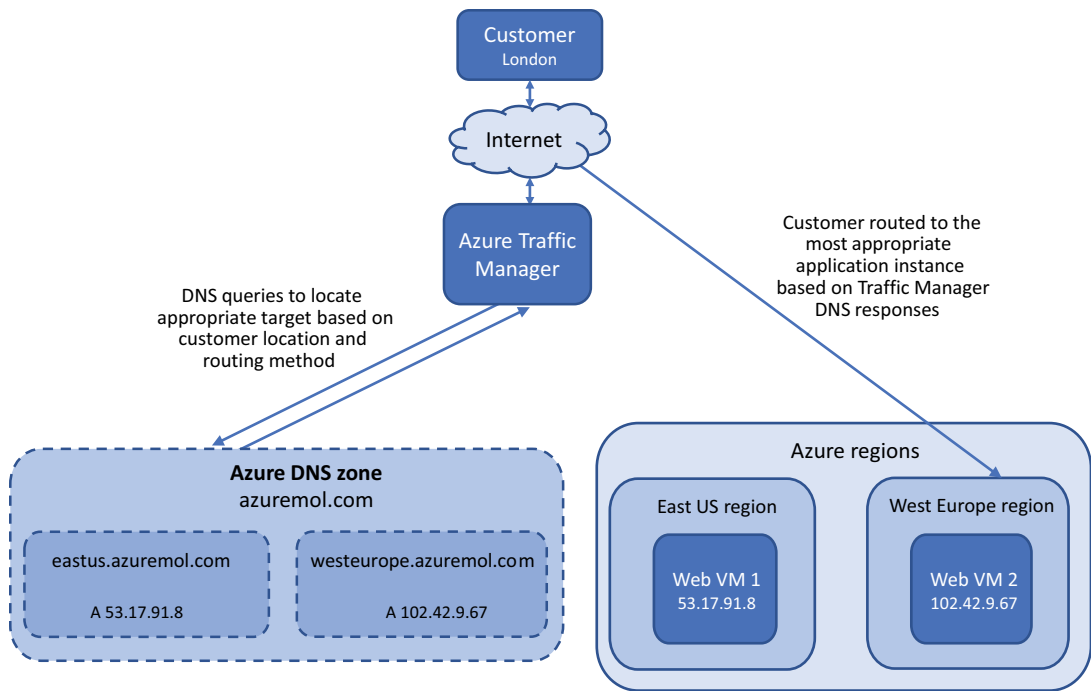 Customer
London
Internet
Azure Traffic
Manager
DNS queries to locate
appropriate target based on
customer location and
routing method
Customer routed to the
most appropriate
application instance
based on Traffic Manager
DNS responses
Azure DNS zone
azuremol.com
eastus.azuremol.com
A 53.17.91.8
westeurope.azuremol.com
A 102.42.9.67
Azure regions
East US region
Web VM 1
53.17.91.8
West Europe region
Web VM 2
102.42.9.67